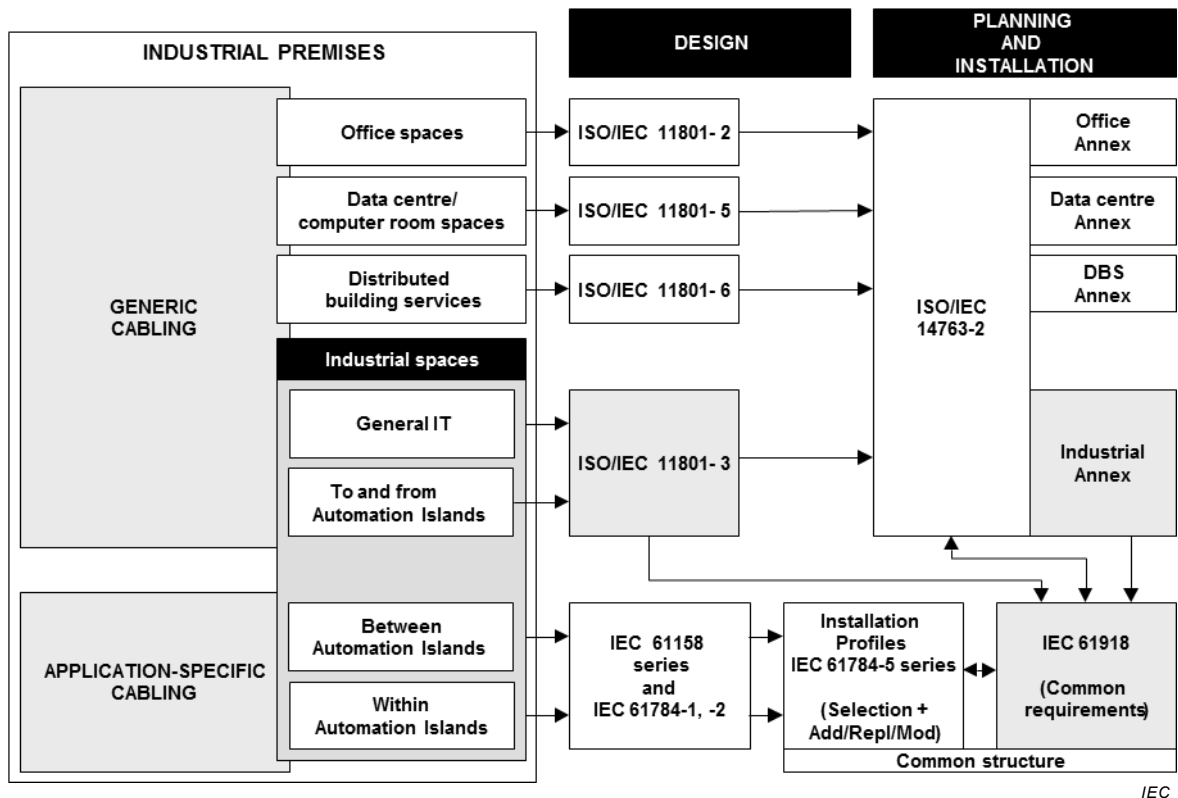 INDUSTRIAL PREMISES
DESIGN
PLANNING
AND
INSTALLATION
GENERIC
CABLING
Office spaces
ISO/IEC 11801- 2
Office
Annex
Data centre/
computer room spaces
ISO/IEC 11801- 5
Data centre
Annex
Distributed
building services
ISO/IEC 11801- 6
DBS
Annex
ISO/IEC
14763-2
Industrial spaces
General IT
To and from
Automation Islands
ISO/IEC 11801- 3
Industrial
Annex
APPLICATION-SPECIFIC
CABLING
Between
Automation Islands
Within
Automation Islands
IEC 61158
series
and
IEC 61784-1, -2
Installation
Profiles
IEC 61784-5 series
(Selection +
Add/Repl/Mod)
IEC 61918
(Common
requirements)
Common structure
IEC